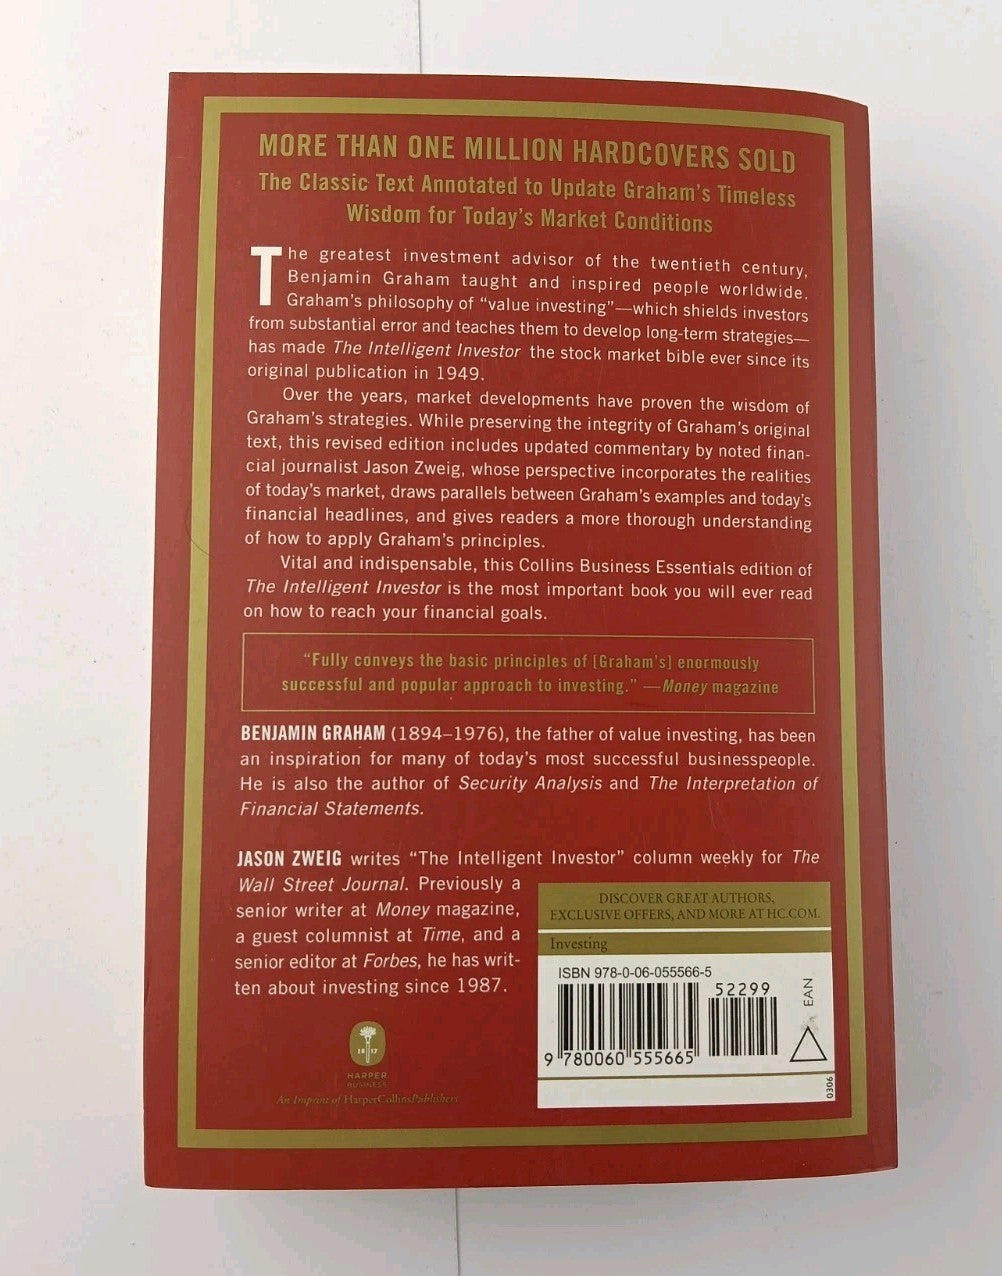 MORE THAN ONE MILLION HARDCOVERS SOLD
The Classic Text Annotated to Update Graham's Timeless
Wisdom for Today's Market Conditions
The greatest investment advisor of the twentieth century,
Benjamin Graham taught and inspired people worldwide.
Graham's philosophy of "value investing"—which shields investors
from substantial error and teaches them to develop long-term strategies—
has made The Intelligent Investor the stock market bible ever since its
original publication in 1949.
Over the years, market developments have proven the wisdom of
Graham's strategies. While preserving the integrity of Graham's original
text, this revised edition includes updated commentary by noted finan-
cial journalist Jason Zweig, whose perspective incorporates the realities
of today's market, draws parallels between Graham's examples and today's
financial headlines, and gives readers a more thorough understanding
of how to apply Graham's principles.
Vital and indispensable, this Collins Business Essentials edition of
The Intelligent Investor is the most important book you will ever read
on how to reach your financial goals.
"Fully conveys the basic principles of [Graham's] enormously
successful and popular approach to investing." —Money magazine
BENJAMIN GRAHAM (1894–1976), the father of value investing, has been
an inspiration for many of today's most successful businesspeople.
He is also the author of Security Analysis and The Interpretation of
Financial Statements.
JASON ZWEIG writes "The Intelligent Investor" column weekly for The
Wall Street Journal. Previously a
senior writer at Money magazine,
a guest columnist at Time, and a
senior editor at Forbes, he has writ-
ten about investing since 1987.
DISCOVER GREAT AUTHORS,
EXCLUSIVE OFFERS, AND MORE AT HC.COM.
Investing
ISBN 978-0-06-055566-5
52299
EAN
9 780060 555665
0306
1817
HARPER
BUSINESS
An Imprint of HarperCollinsPublishers